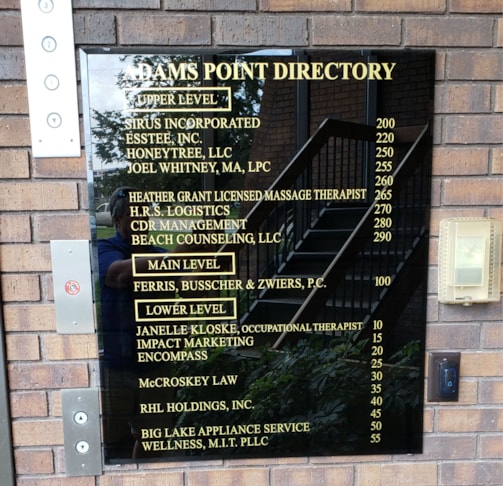 ADAMS POINT DIRECTORY
UPPER LEVEL
SIRUS INCORPORATED 200
ESSTEE, INC. 220
HONEYTREE, LLC 250
JOEL WHITNEY, MA, LPC 255
260
HEATHER GRANT LICENSED MASSAGE THERAPIST 265
H.R.S. LOGISTICS 270
CDR MANAGEMENT 280
BEACH COUNSELING, LLC 290
MAIN LEVEL
FERRIS, BUSSCHER & ZWIERS, P.C. 100
LOWER LEVEL
JANELLE KLOSKE, OCCUPATIONAL THERAPIST 10
IMPACT MARKETING 15
ENCOMPASS 20
25
McCROSKEY LAW 30
35
RHL HOLDINGS, INC. 40
45
BIG LAKE APPLIANCE SERVICE 50
WELLNESS, M.I.T. PLLC 55